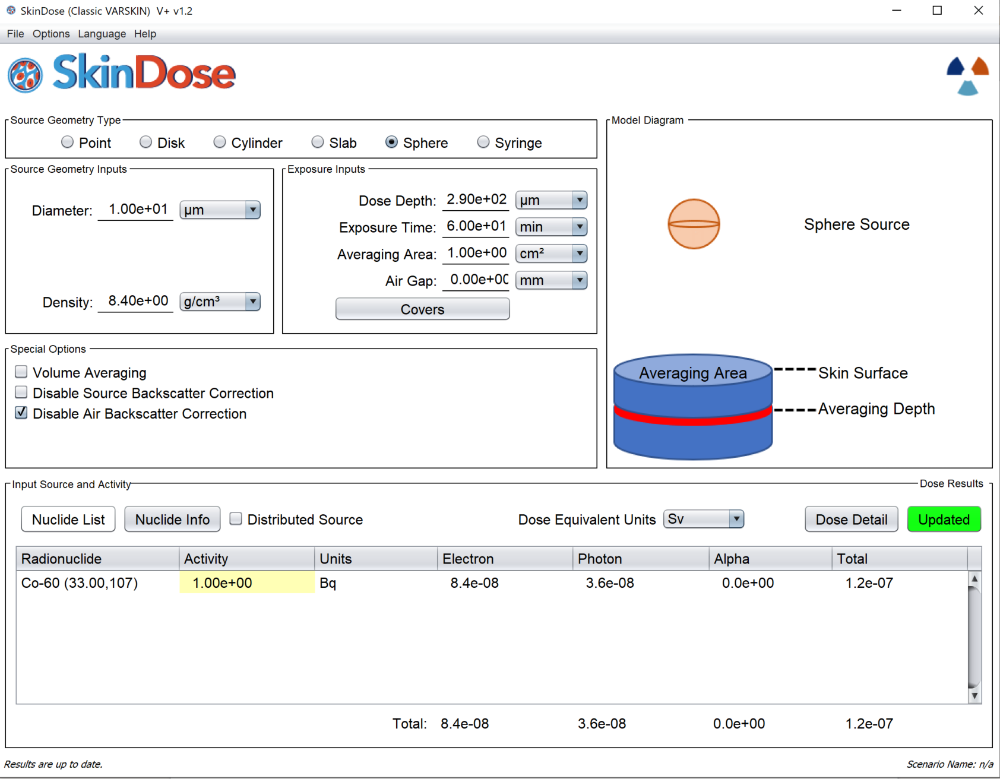 SkinDose (Classic VARSKIN) V+ v1.2
File Options Language Help
SkinDose
Source Geometry Type
Point Disk Cylinder Slab Sphere Syringe
Source Geometry Inputs
Diameter: 1.00e+01 µm
Density: 8.40e+00 g/cm³
Exposure Inputs
Dose Depth: 2.90e+02 µm
Exposure Time: 6.00e+01 min
Averaging Area: 1.00e+00 cm²
Air Gap: 0.00e+00 mm
Covers
Special Options
Volume Averaging
Disable Source Backscatter Correction
Disable Air Backscatter Correction
Model Diagram
Sphere Source
Averaging Area
Skin Surface
Averaging Depth
Input Source and Activity
Dose Results
Nuclide List Nuclide Info Distributed Source Dose Equivalent Units Sv Dose Detail Updated
Radionuclide Activity Units Electron Photon Alpha Total
Co-60 (33.00,107) 1.00e+00 Bq 8.4e-08 3.6e-08 0.0e+00 1.2e-07
Total: 8.4e-08 3.6e-08 0.0e+00 1.2e-07
Results are up to date.
Scenario Name: n/a